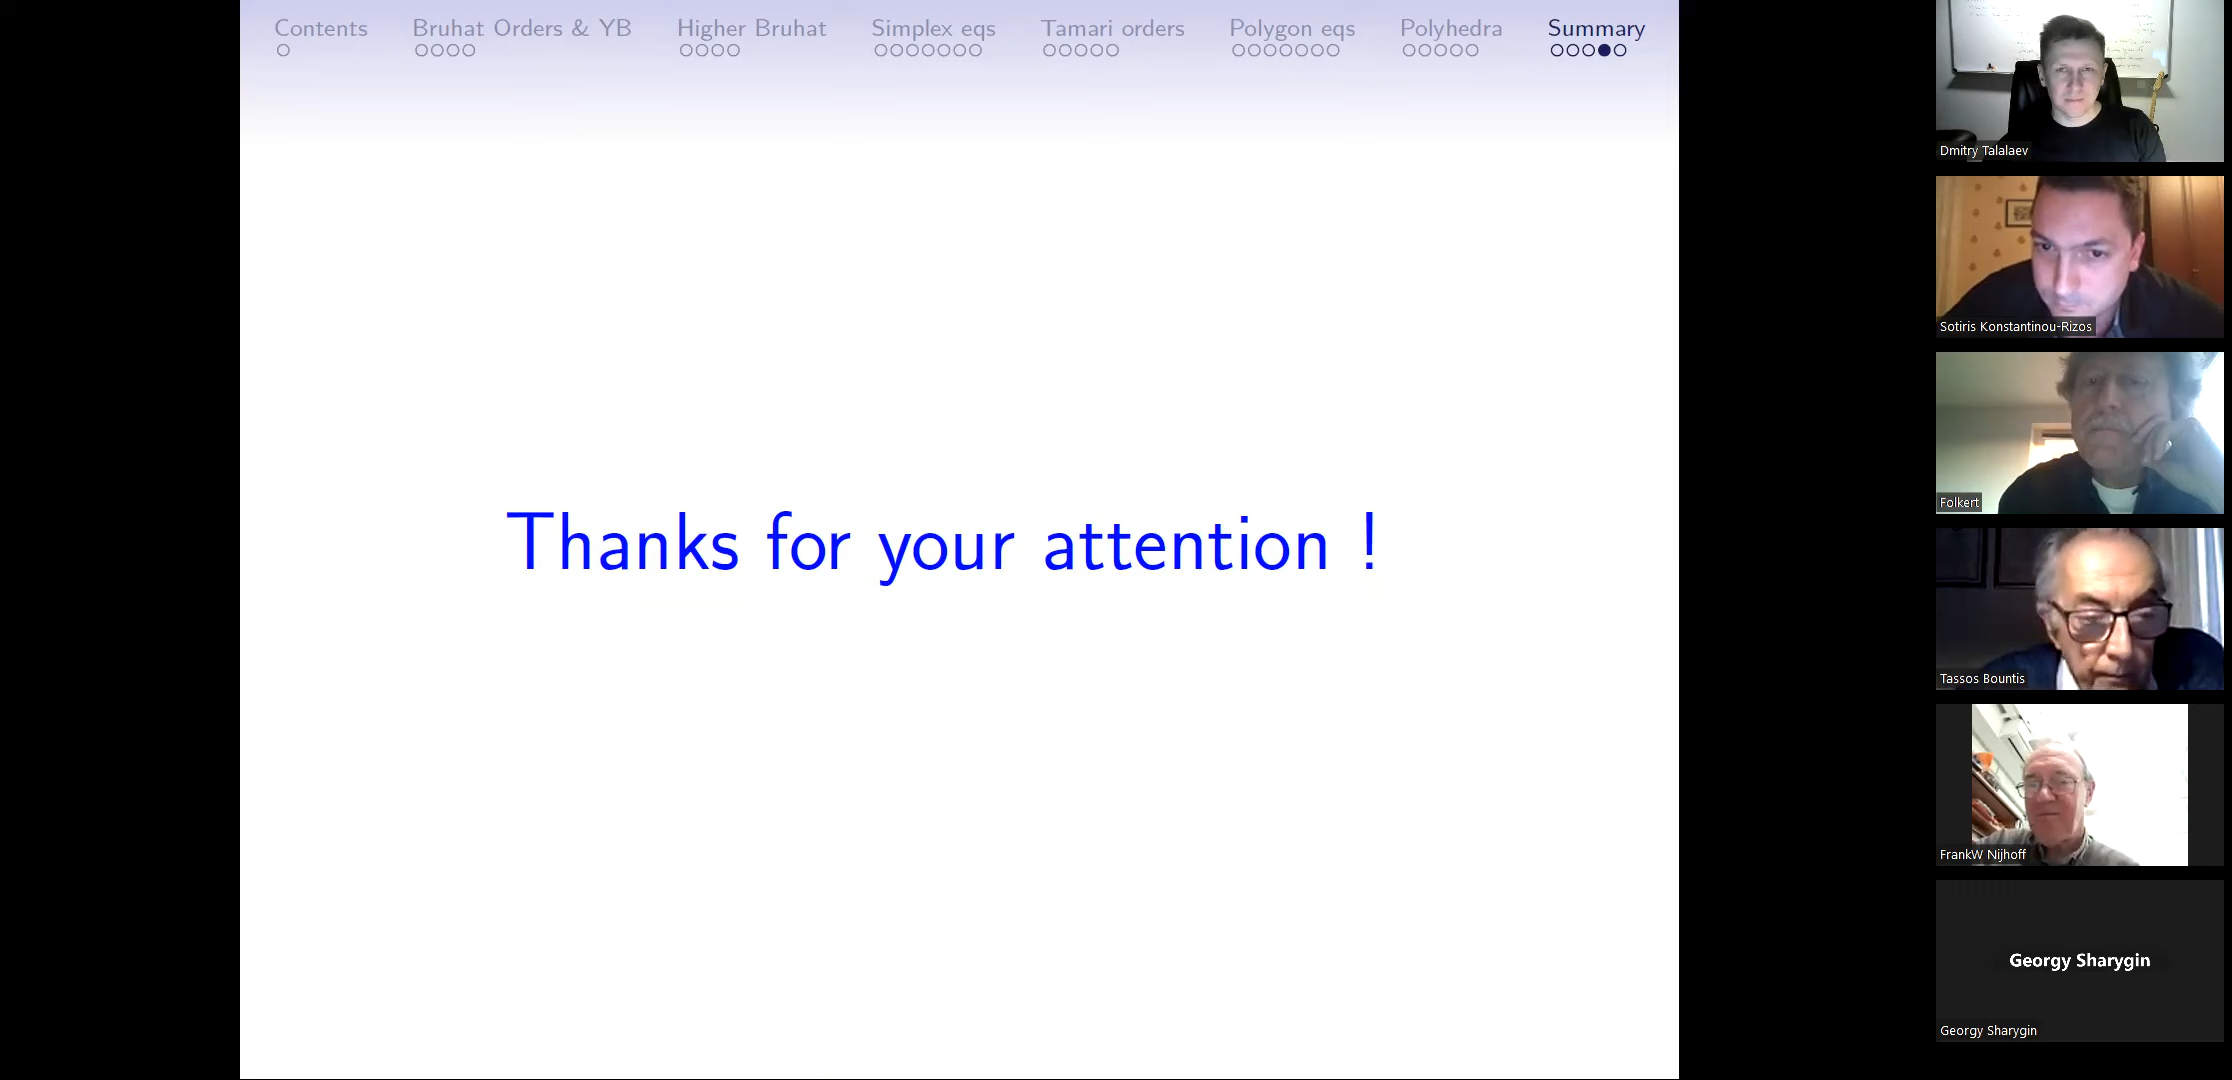 Contents Bruhat Orders & YB Higher Bruhat Simplex eqs Tamari orders Polygon eqs Polyhedra Summary
Thanks for your attention !
Dmitry Talalaev
Sotiris Konstantinou-Rizos
Folkert
Tassos Bountis
FrankW Nijhoff
Georgy Sharygin
Georgy Sharygin